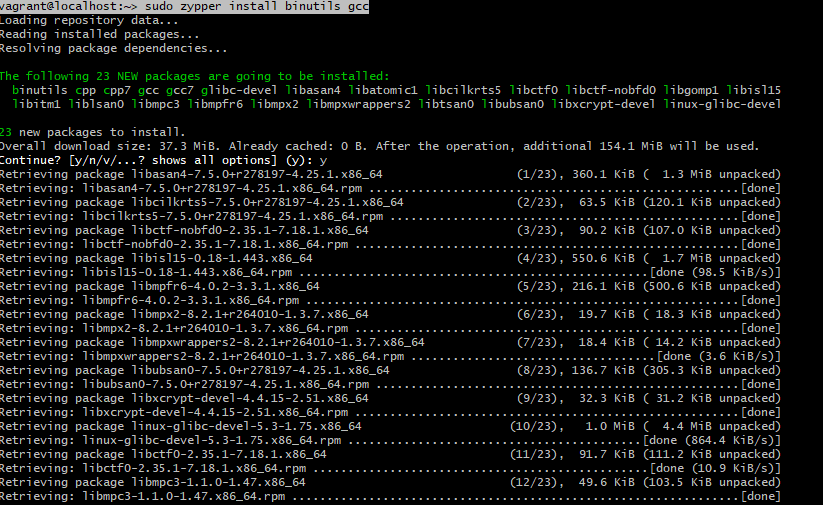 vagrant@localhost:~> sudo zypper install binutils gcc
Loading repository data...
Reading installed packages...
Resolving package dependencies...
The following 23 NEW packages are going to be installed:
binutils cpp cpp7 gcc gcc7 glibc-devel libasan4 libatomic1 libcilkrts5 libctf0 libctf-nobfd0 libgomp1 libisl15
libitm1 liblsan0 libmpc3 libmpfr6 libmpx2 libmpxwrappers2 libtsan0 libubsan0 libxcrypt-devel linux-glibc-devel
23 new packages to install.
Overall download size: 37.3 MiB. Already cached: 0 B. After the operation, additional 154.1 MiB will be used.
Continue? [y/n/v/...? shows all options] (y): y
Retrieving package libasan4-7.5.0+r278197-4.25.1.x86_64 (1/23), 360.1 KiB ( 1.3 MiB unpacked)
Retrieving: libasan4-7.5.0+r278197-4.25.1.x86_64.rpm .....................................................[done]
Retrieving package libcilkrts5-7.5.0+r278197-4.25.1.x86_64 (2/23), 63.5 KiB (120.1 KiB unpacked)
Retrieving: libcilkrts5-7.5.0+r278197-4.25.1.x86_64.rpm ..................................................[done]
Retrieving package libctf-nobfd0-2.35.1-7.18.1.x86_64 (3/23), 90.2 KiB (107.0 KiB unpacked)
Retrieving: libctf-nobfd0-2.35.1-7.18.1.x86_64.rpm .......................................................[done]
Retrieving package libisl15-0.18-1.443.x86_64 (4/23), 550.6 KiB ( 1.7 MiB unpacked)
Retrieving: libisl15-0.18-1.443.x86_64.rpm ..................................................[done (98.5 KiB/s)]
Retrieving package libmpfr6-4.0.2-3.3.1.x86_64 (5/23), 216.1 KiB (500.6 KiB unpacked)
Retrieving: libmpfr6-4.0.2-3.3.1.x86_64.rpm ..............................................................[done]
Retrieving package libmpx2-8.2.1+r264010-1.3.7.x86_64 (6/23), 19.7 KiB ( 18.3 KiB unpacked)
Retrieving: libmpx2-8.2.1+r264010-1.3.7.x86_64.rpm .......................................................[done]
Retrieving package libmpxwrappers2-8.2.1+r264010-1.3.7.x86_64 (7/23), 18.4 KiB ( 14.2 KiB unpacked)
Retrieving: libmpxwrappers2-8.2.1+r264010-1.3.7.x86_64.rpm ...................................[done (3.6 KiB/s)]
Retrieving package libubsan0-7.5.0+r278197-4.25.1.x86_64 (8/23), 136.7 KiB (305.3 KiB unpacked)
Retrieving: libubsan0-7.5.0+r278197-4.25.1.x86_64.rpm ....................................................[done]
Retrieving package libxcrypt-devel-4.4.15-2.51.x86_64 (9/23), 32.3 KiB ( 31.2 KiB unpacked)
Retrieving: libxcrypt-devel-4.4.15-2.51.x86_64.rpm .......................................................[done]
Retrieving package linux-glibc-devel-5.3-1.75.x86_64 (10/23), 1.0 MiB ( 4.4 MiB unpacked)
Retrieving: linux-glibc-devel-5.3-1.75.x86_64.rpm ..........................................[done (864.4 KiB/s)]
Retrieving package libctf0-2.35.1-7.18.1.x86_64 (11/23), 91.7 KiB (111.2 KiB unpacked)
Retrieving: libctf0-2.35.1-7.18.1.x86_64.rpm ................................................[done (10.9 KiB/s)]
Retrieving package libmpc3-1.1.0-1.47.x86_64 (12/23), 49.6 KiB (103.5 KiB unpacked)
Retrieving: libmpc3-1.1.0-1.47.x86_64.rpm ................................................................[done]